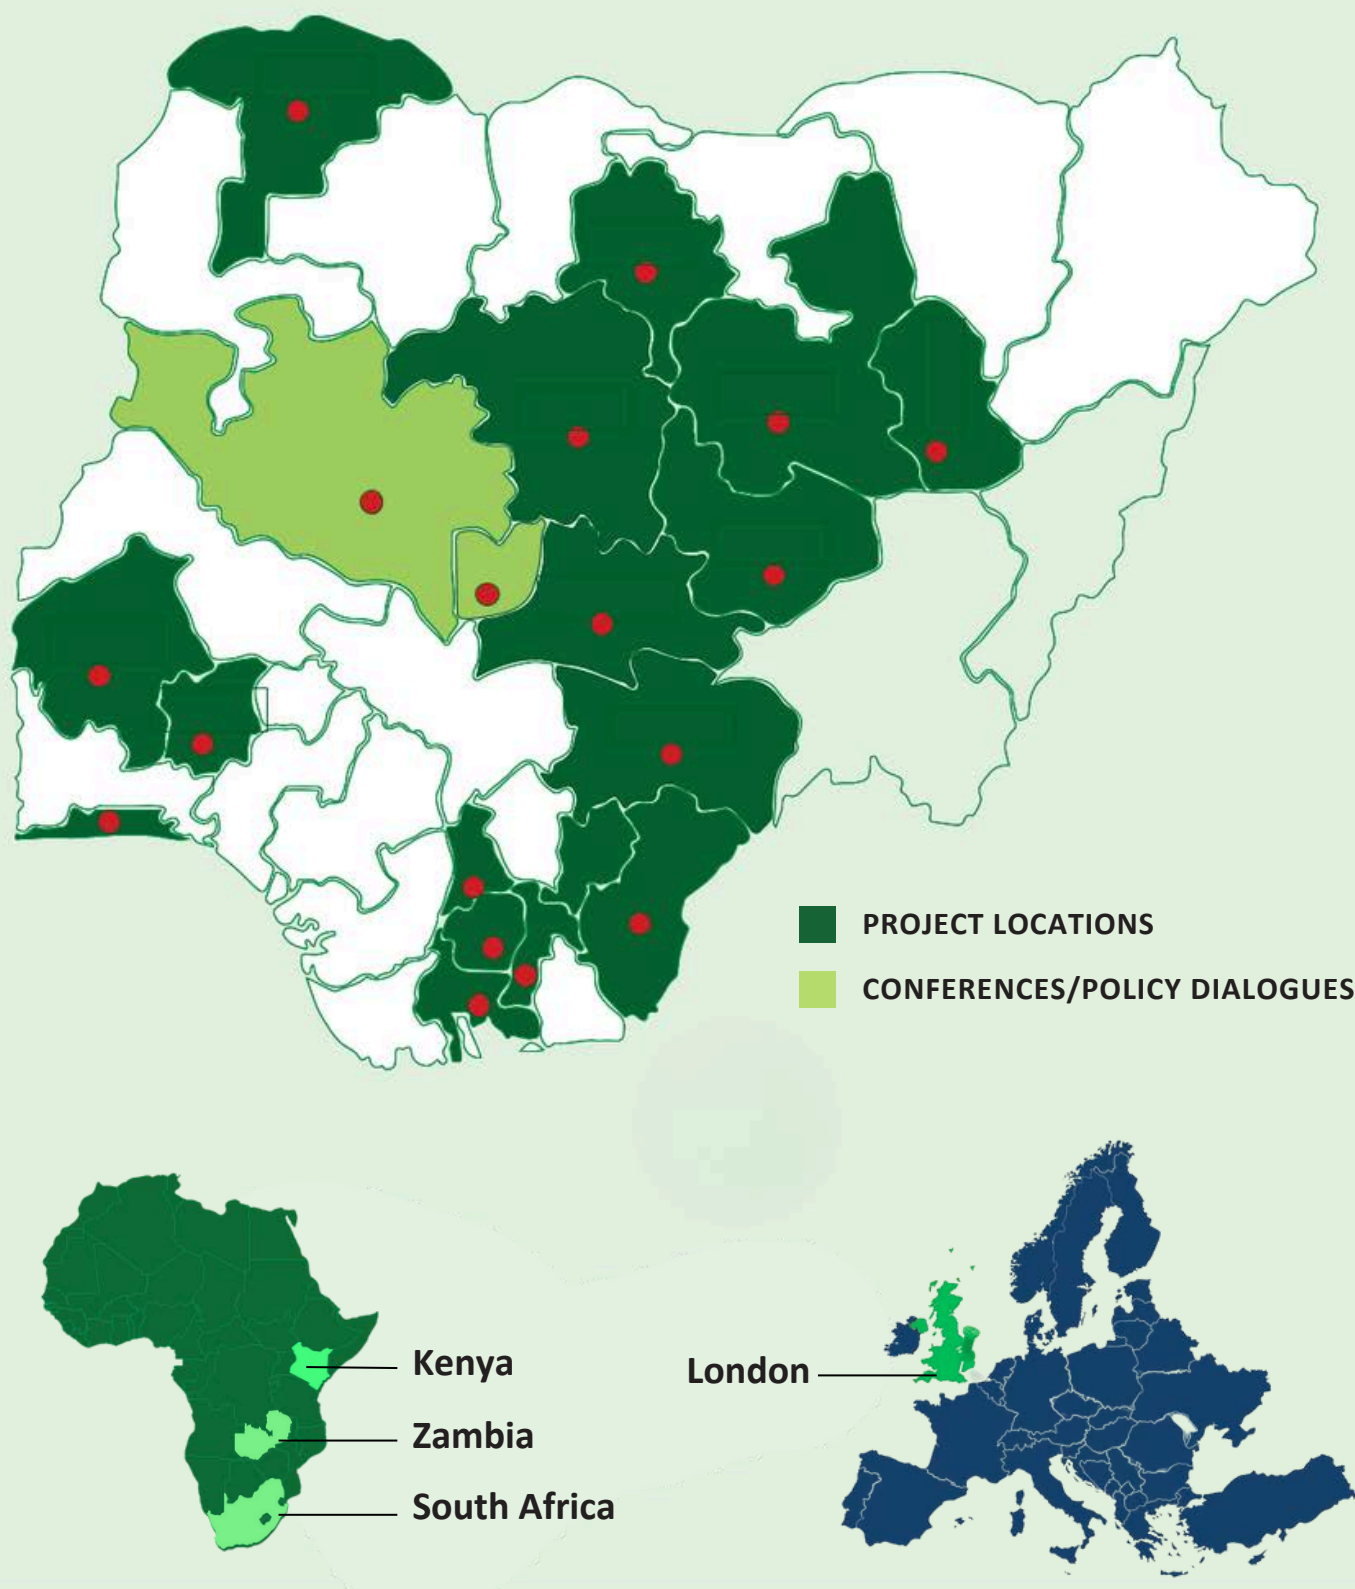 PROJECT LOCATIONS
CONFERENCES/POLICY DIALOGUES
Kenya
London
Zambia
South Africa